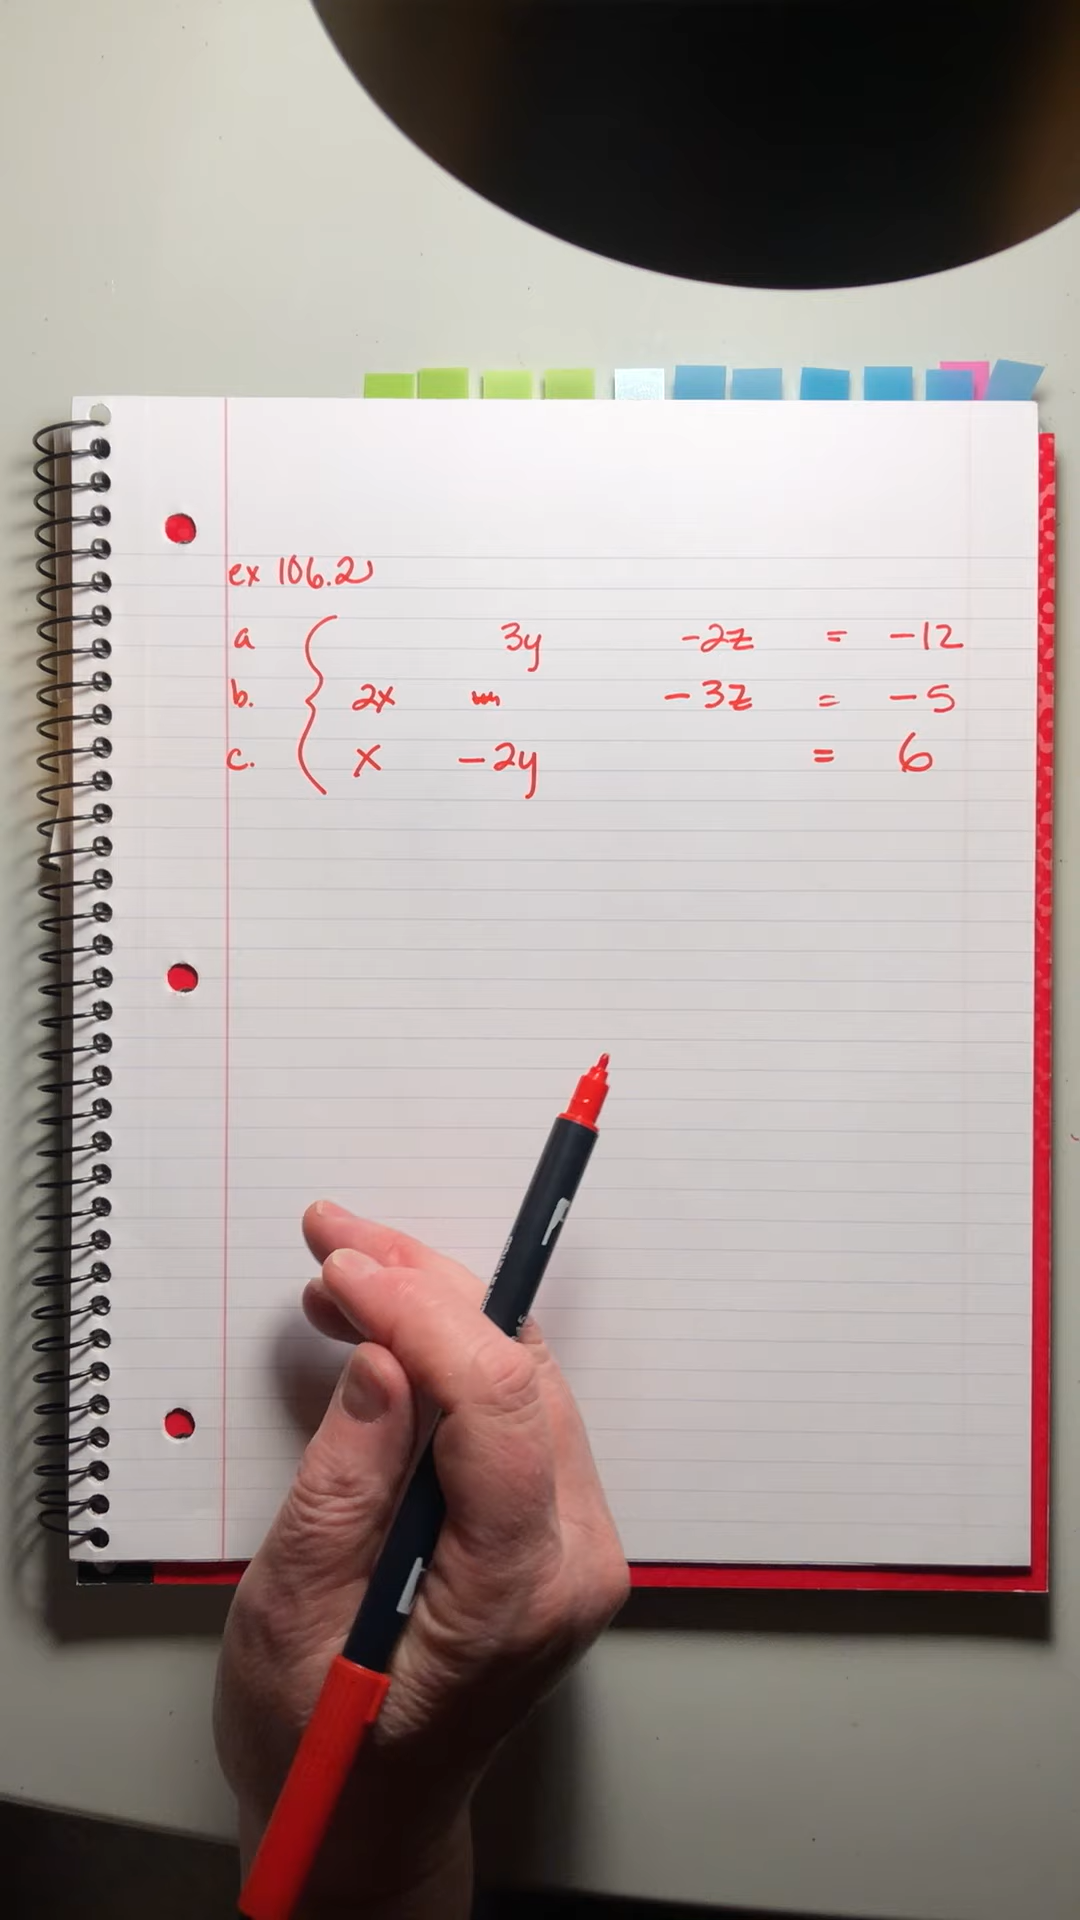 ex 106.2
a 3y -2z = -12
b. 2x -3z = -5
c. x -2y = 6